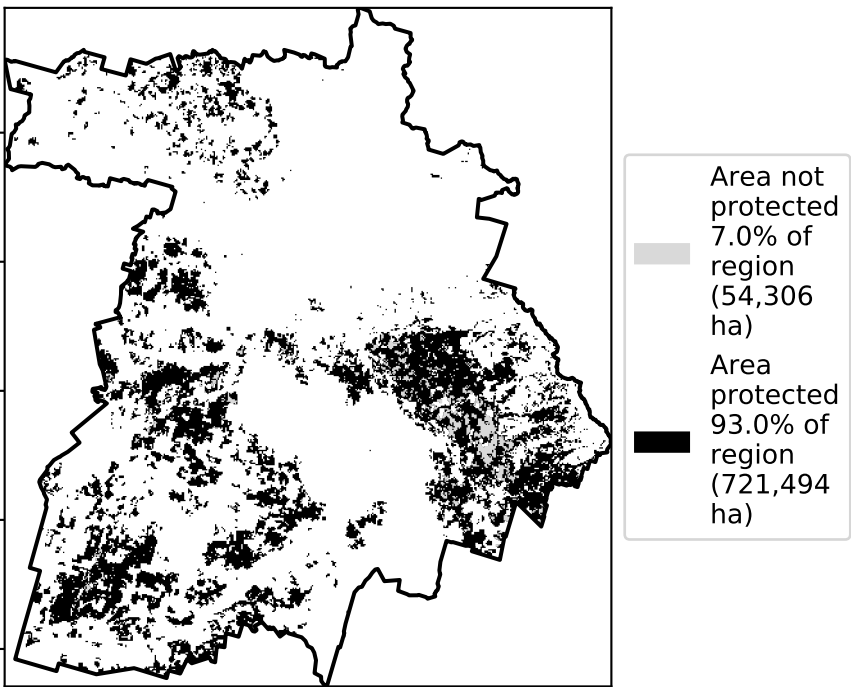 Area not
protected
7.0% of
region
(54,306
ha)
Area
protected
93.0% of
region
(721,494
ha)